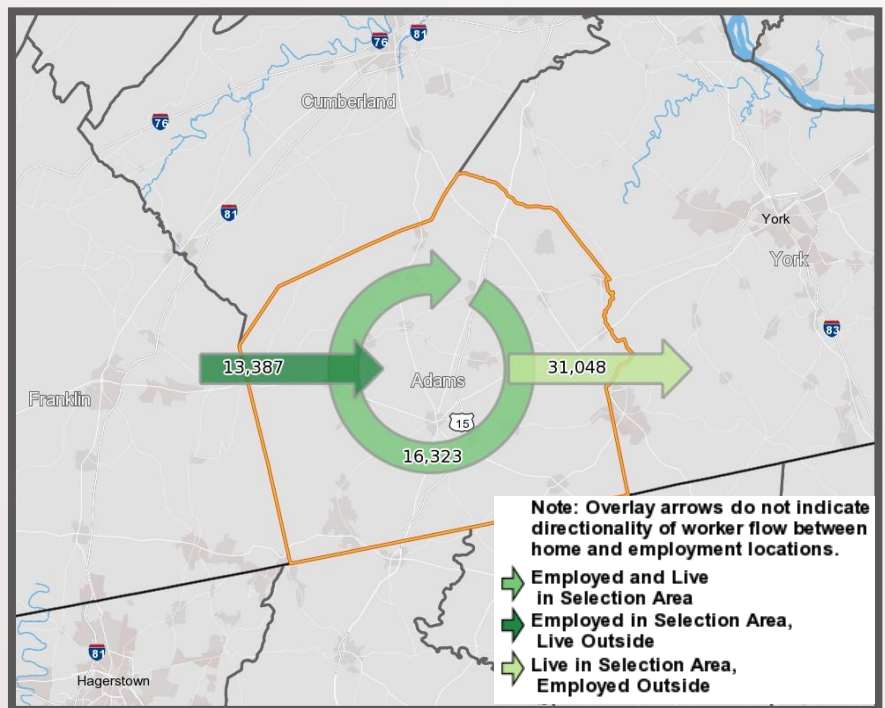 76
81
Cumberland
76
81
York
York
83
13,387
31,048
Adams
Franklin
15
16,323
Note: Overlay arrows do not indicate
directionality of worker flow between
home and employment locations.
Employed and Live
in Selection Area
Employed in Selection Area,
Live Outside
Live in Selection Area,
Employed Outside
81
Hagerstown